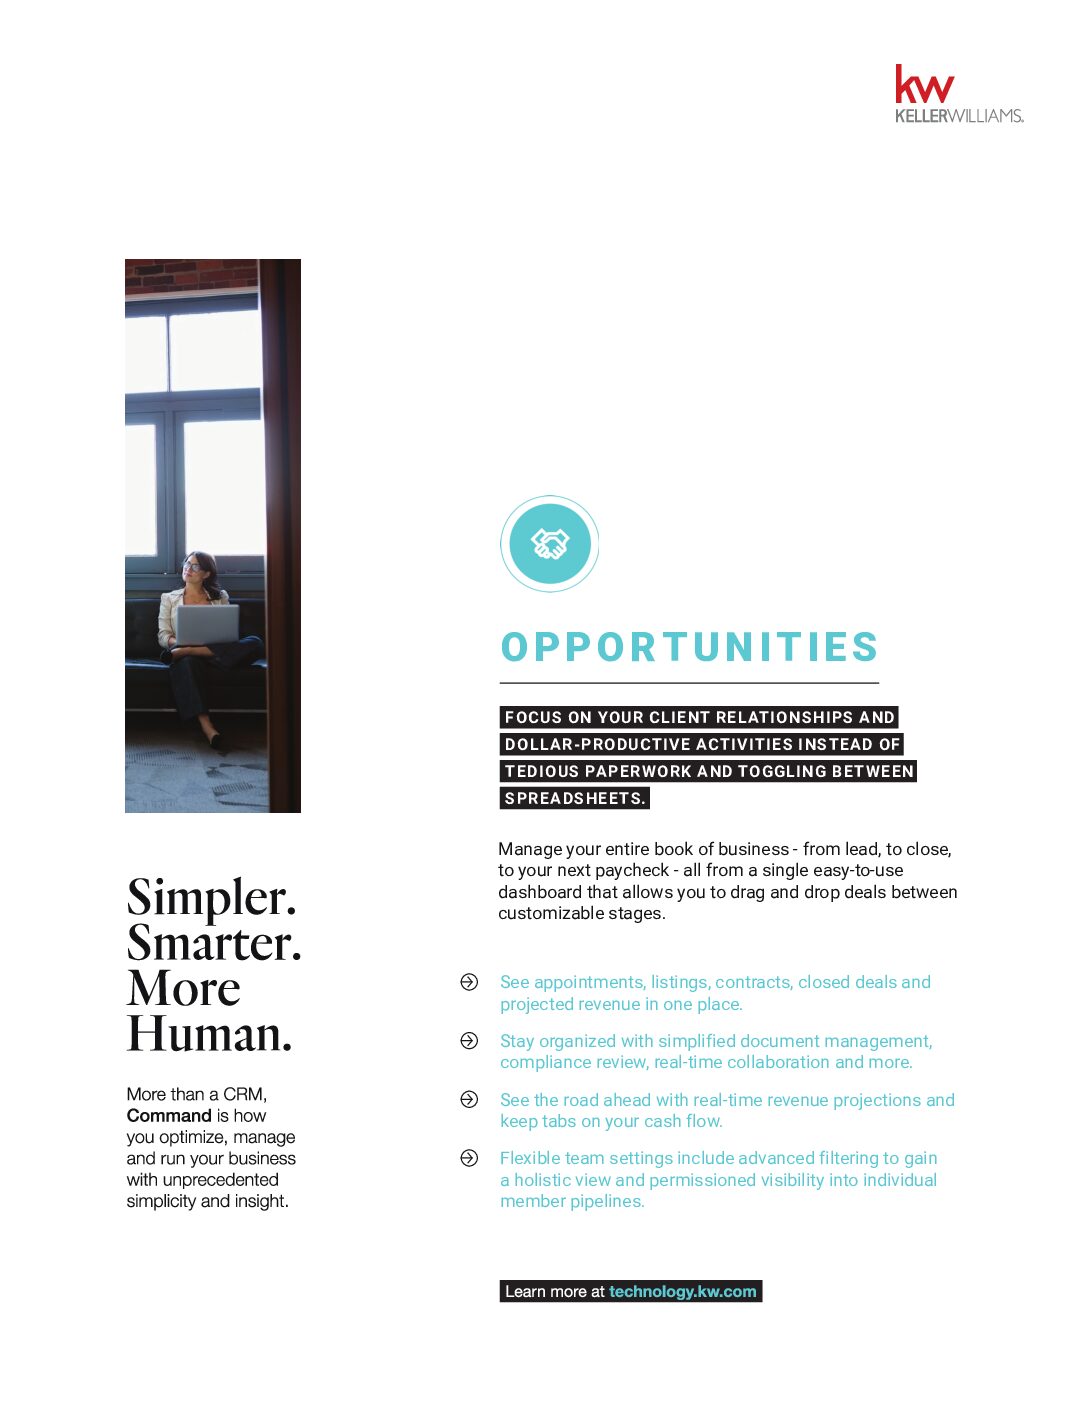 kw
KELLERWILLIAMS.
OPPORTUNITIES
FOCUS ON YOUR CLIENT RELATIONSHIPS AND
DOLLAR-PRODUCTIVE ACTIVITIES INSTEAD OF
TEDIOUS PAPERWORK AND TOGGLING BETWEEN
SPREADSHEETS.
Manage your entire book of business - from lead, to close,
to your next paycheck - all from a single easy-to-use
dashboard that allows you to drag and drop deals between
customizable stages.
Simpler.
Smarter.
More
Human.
More than a CRM,
Command is how
you optimize, manage
and run your business
with unprecedented
simplicity and insight.
See appointments, listings, contracts, closed deals and
projected revenue in one place.
Stay organized with simplified document management,
compliance review, real-time collaboration and more.
See the road ahead with real-time revenue projections and
keep tabs on your cash flow.
Flexible team settings include advanced filtering to gain
a holistic view and permissioned visibility into individual
member pipelines.
Learn more at technology.kw.com